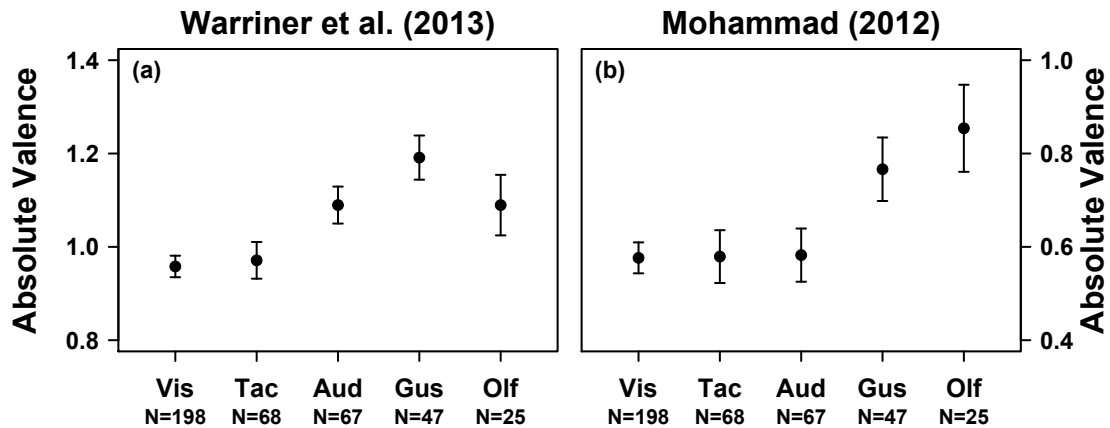 Warriner et al. (2013) Mohammad (2012)
Absolute Valence
1.4
1.2
1.0
0.8
(a)
Vis Tac Aud Gus Olf
N=198 N=68 N=67 N=47 N=25
(b)
Vis Tac Aud Gus Olf
N=198 N=68 N=67 N=47 N=25
1.0
0.8
0.6
0.4
Absolute Valence